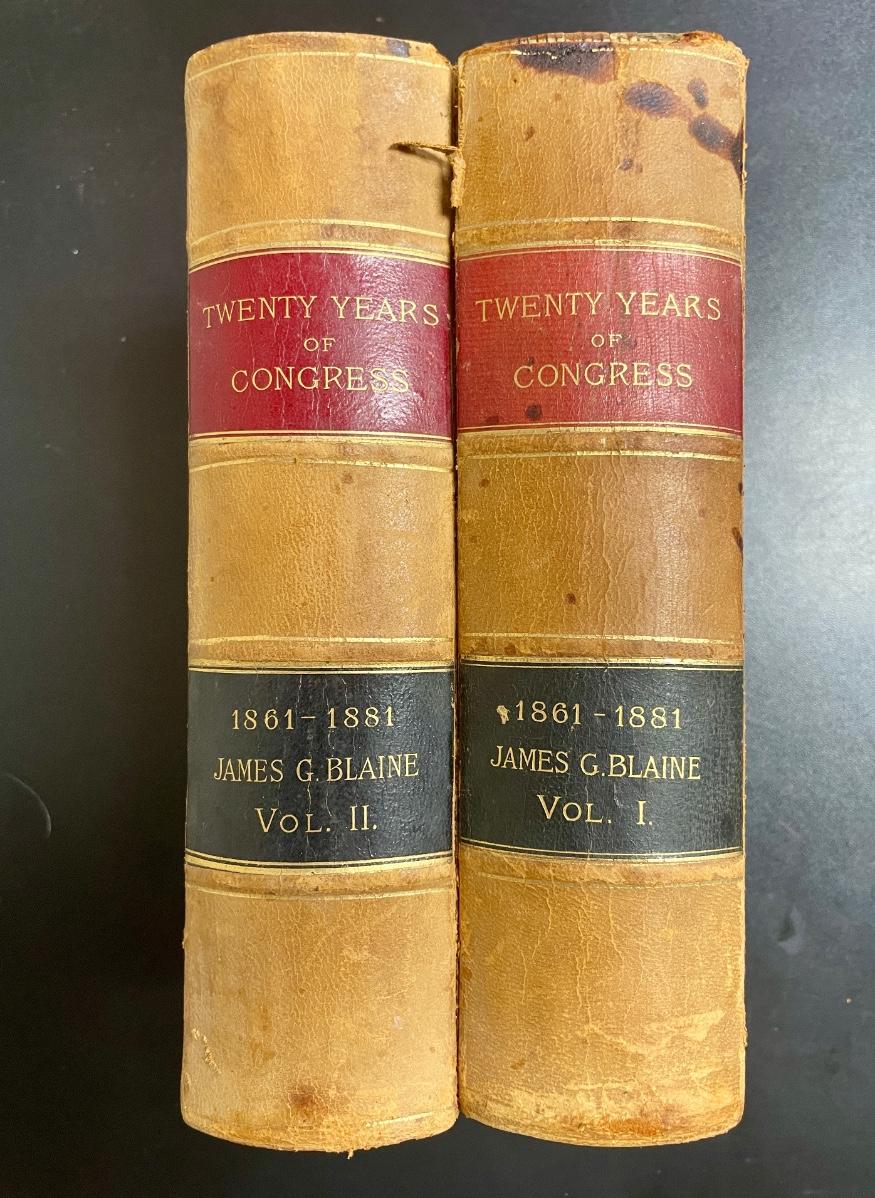 TWENTY YEARS
OF
CONGRESS
1861-1881
JAMES G. BLAINE
VOL. II.
TWENTY YEARS
OF
CONGRESS
1861-1881
JAMES G. BLAINE
VOL. I.